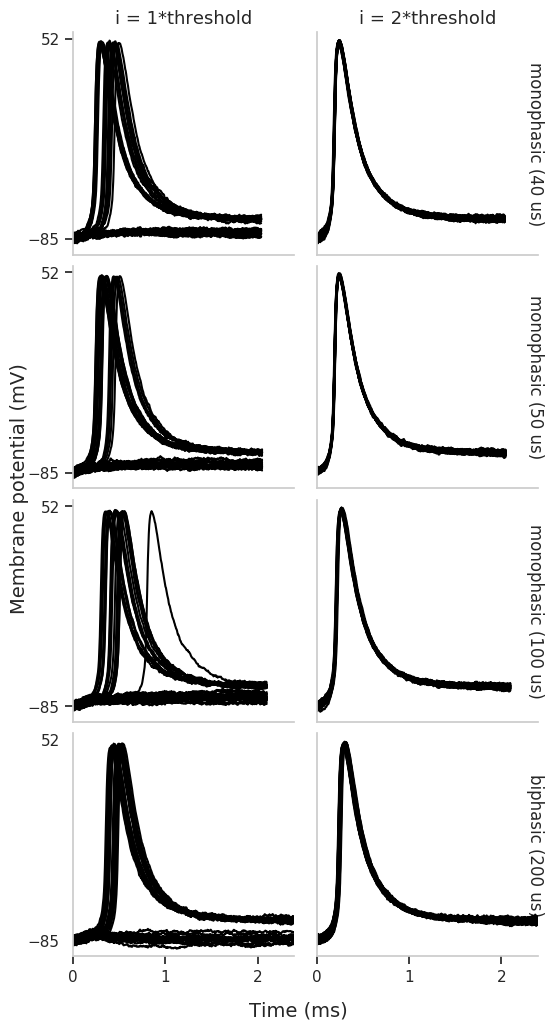 i = 1*threshold
i = 2*threshold
52
−85
monophasic (40 us)
52
−85
monophasic (50 us)
52
−85
monophasic (100 us)
52
−85
biphasic (200 us)
Membrane potential (mV)
0
1
2
0
1
2
Time (ms)